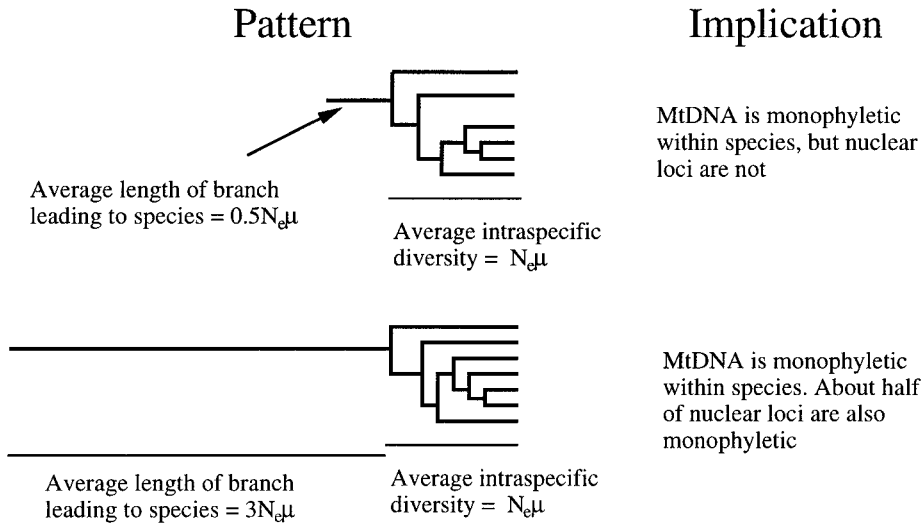 Pattern
Implication
Average length of branch
leading to species = 0.5Neμ
Average intraspecific
diversity = Neμ
MtDNA is monophyletic
within species, but nuclear
loci are not
Average length of branch
leading to species = 3Neμ
Average intraspecific
diversity = Neμ
MtDNA is monophyletic
within species. About half
of nuclear loci are also
monophyletic